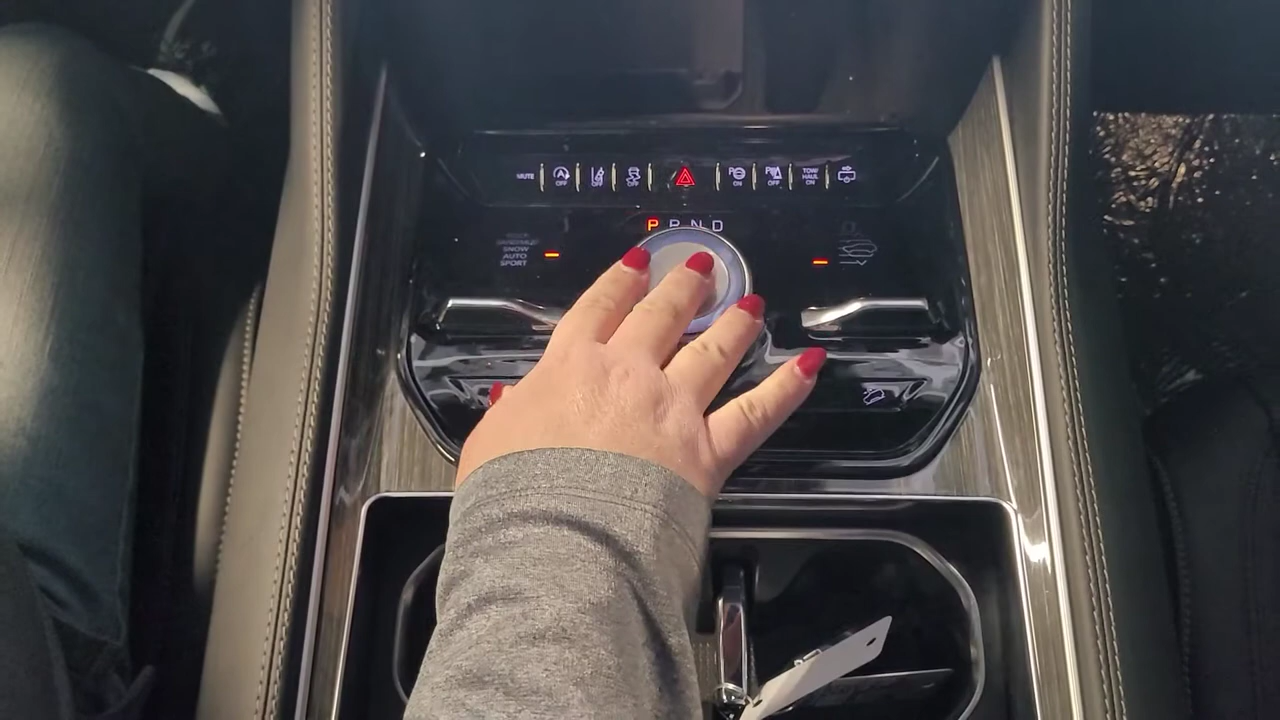 MUTE
OFF
OFF
OFF
P
ON
P
OFF
TOW/
HAUL
ON
P R N D
SNOW
AUTO
SPORT